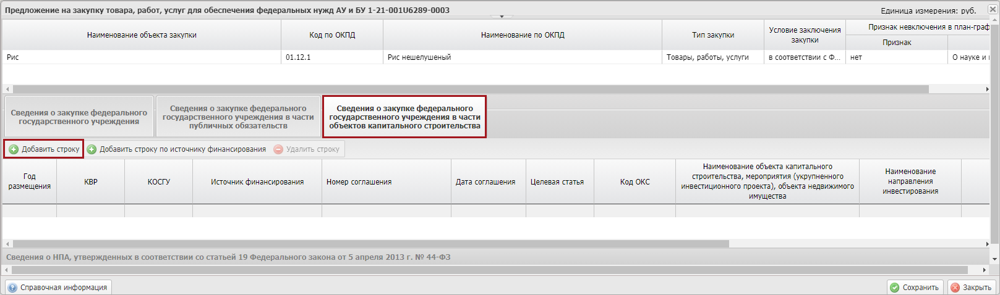 Предложение на закупку товара, работ, услуг для обеспечения федеральных нужд АУ и БУ 1-21-001U6289-0003
Единица измерения: руб.
Наименование объекта закупки
Код по ОКПД
Наименование по ОКПД
Тип закупки
Условие заключения
закупки
Признак невключения в план-граф
Признак
Рис
01.12.1
Рис нешелушеный
Товары, работы, услуги
в соответствии с Ф...
нет
О науке и
Сведения о закупке федерального
государственного учреждения
Сведения о закупке федерального
государственного учреждения в части
публичных обязательств
Сведения о закупке федерального
государственного учреждения в части
объектов капитального строительства
Добавить строку
Добавить строку по источнику финансирования
Удалить строку
Год
размещения
КВР
КОСГУ
Источник финансирования
Номер соглашения
Дата соглашения
Целевая статья
Код ОКС
Наименование объекта капитального
строительства, мероприятия (укрупненного
инвестиционного проекта), объекта недвижимого
имущества
Наименование
направления
инвестирования
Сведения о НПА, утвержденных в соответствии со статьей 19 Федерального закона от 5 апреля 2013 г. № 44-ФЗ
Справочная информация
Сохранить
Закрыть